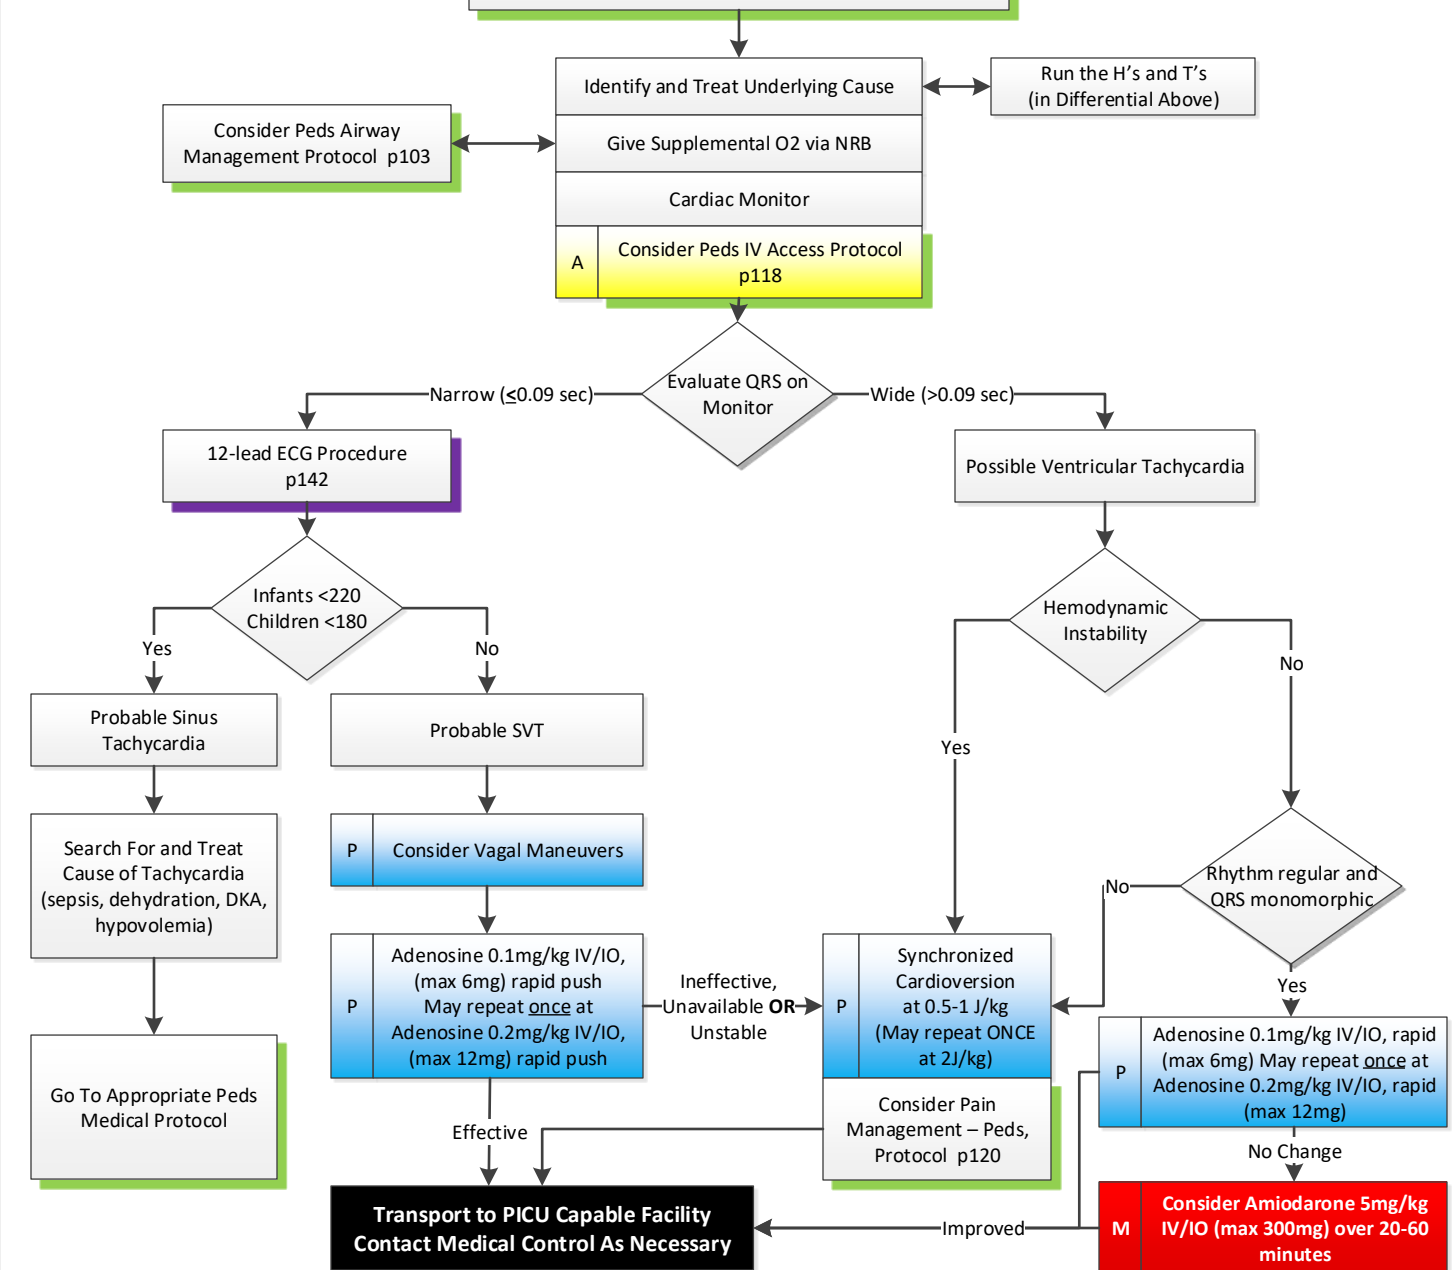 Identify and Treat Underlying Cause
Run the H's and T's
(in Differential Above)
Consider Peds Airway
Management Protocol  p103
Give Supplemental O2 via NRB
Cardiac Monitor
A
Consider Peds IV Access Protocol
p118
Evaluate QRS on
Monitor
Narrow (≤0.09 sec)
Wide (>0.09 sec)
12-lead ECG Procedure
p142
Possible Ventricular Tachycardia
Infants <220
Children <180
Hemodynamic
Instability
Yes
No
No
Probable Sinus
Tachycardia
Probable SVT
Yes
Search For and Treat
Cause of Tachycardia
(sepsis, dehydration, DKA,
hypovolemia)
P
Consider Vagal Maneuvers
Rhythm regular and
QRS monomorphic
No
Yes
P
Adenosine 0.1mg/kg IV/IO,
(max 6mg) rapid push
May repeat once at
Adenosine 0.2mg/kg IV/IO,
(max 12mg) rapid push
Ineffective,
Unavailable OR
Unstable
P
Synchronized
Cardioversion
at 0.5-1 J/kg
(May repeat ONCE
at 2J/kg)
P
Adenosine 0.1mg/kg IV/IO, rapid
(max 6mg) May repeat once at
Adenosine 0.2mg/kg IV/IO, rapid
(max 12mg)
Go To Appropriate Peds
Medical Protocol
Effective
Consider Pain
Management – Peds,
Protocol  p120
No Change
Transport to PICU Capable Facility
Contact Medical Control As Necessary
Improved
M
Consider Amiodarone 5mg/kg
IV/IO (max 300mg) over 20-60
minutes